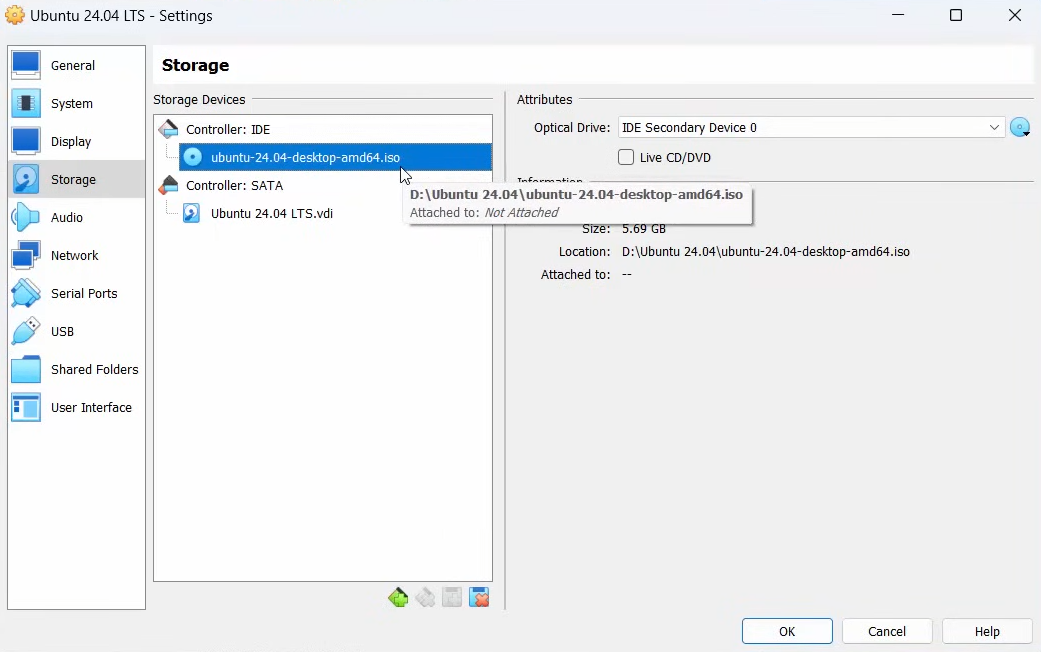 Ubuntu 24.04 LTS - Settings
General
System
Display
Storage
Audio
Network
Serial Ports
USB
Shared Folders
User Interface
Storage
Storage Devices
Controller: IDE
ubuntu-24.04-desktop-amd64.iso
Controller: SATA
Ubuntu 24.04 LTS.vdi
Attributes
Optical Drive: IDE Secondary Device 0
Live CD/DVD
Information
D:\Ubuntu 24.04\ubuntu-24.04-desktop-amd64.iso
Attached to: Not Attached
Size: 5.69 GB
Location: D:\Ubuntu 24.04\ubuntu-24.04-desktop-amd64.iso
Attached to: --
OK
Cancel
Help